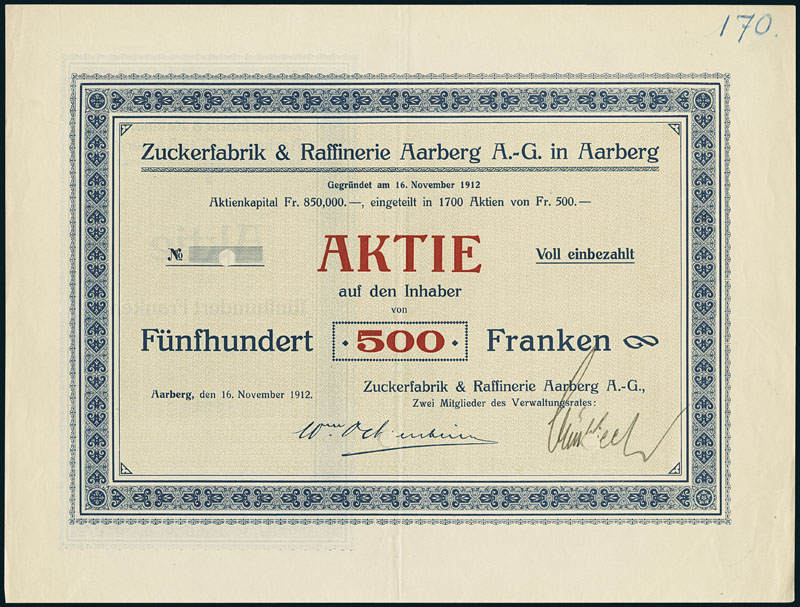 170.
Zuckerfabrik & Raffinerie Aarberg A.-G. in Aarberg
Gegründet am 16. November 1912
Aktienkapital Fr. 850,000.—, eingeteilt in 1700 Aktien von Fr. 500.—
№ AKTIE Voll einbezahlt
auf den Inhaber
von
Fünfhundert · 500 · Franken
Aarberg, den 16. November 1912.
Zuckerfabrik & Raffinerie Aarberg A.-G.,
Zwei Mitglieder des Verwaltungsrates: